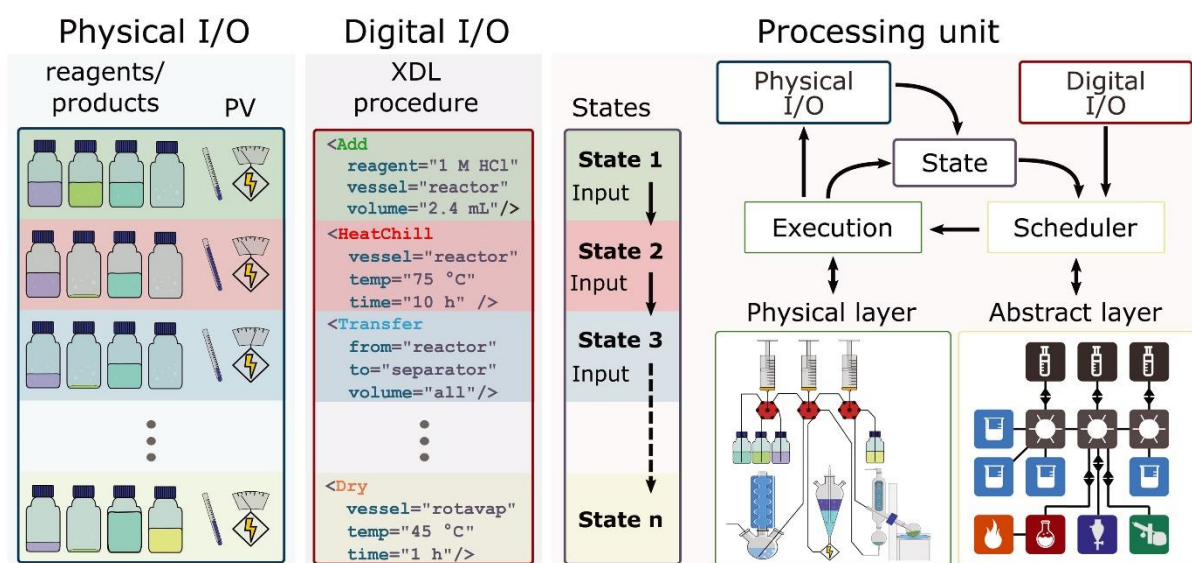 Physical I/O
reagents/
products
PV
Digital I/O
XDL
procedure
<Add
reagent="1 M HCl"
vessel="reactor"
volume="2.4 mL"/>
<HeatChill
vessel="reactor"
temp="75 °C"
time="10 h" />
<Transfer
from="reactor"
to="separator"
volume="all"/>
<Dry
vessel="rotavap"
temp="45 °C"
time="1 h"/>
Processing unit
States
State 1
Input
State 2
Input
State 3
Input
State n
Physical
I/O
Digital
I/O
State
Execution
Scheduler
Physical layer
Abstract layer